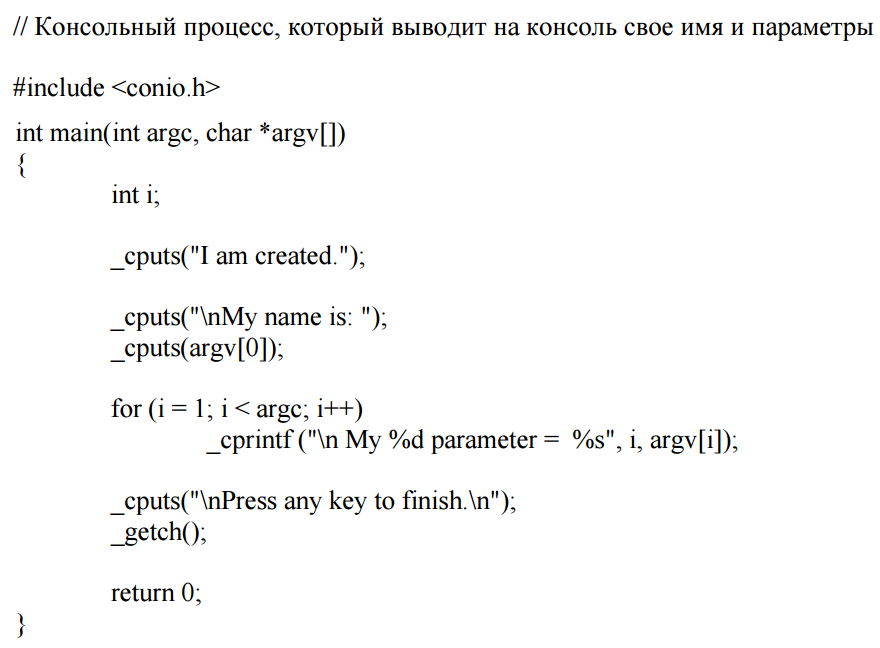 // Консольный процесс, который выводит на консоль свое имя и параметры
#include <conio.h>
int main(int argc, char *argv[])
{
int i;
_cputs("I am created.");
_cputs("\nMy name is: ");
_cputs(argv[0]);
for (i = 1; i < argc; i++)
_cprintf ("\n My %d parameter =  %s", i, argv[i]);
_cputs("\nPress any key to finish.\n");
_getch();
return 0;
}